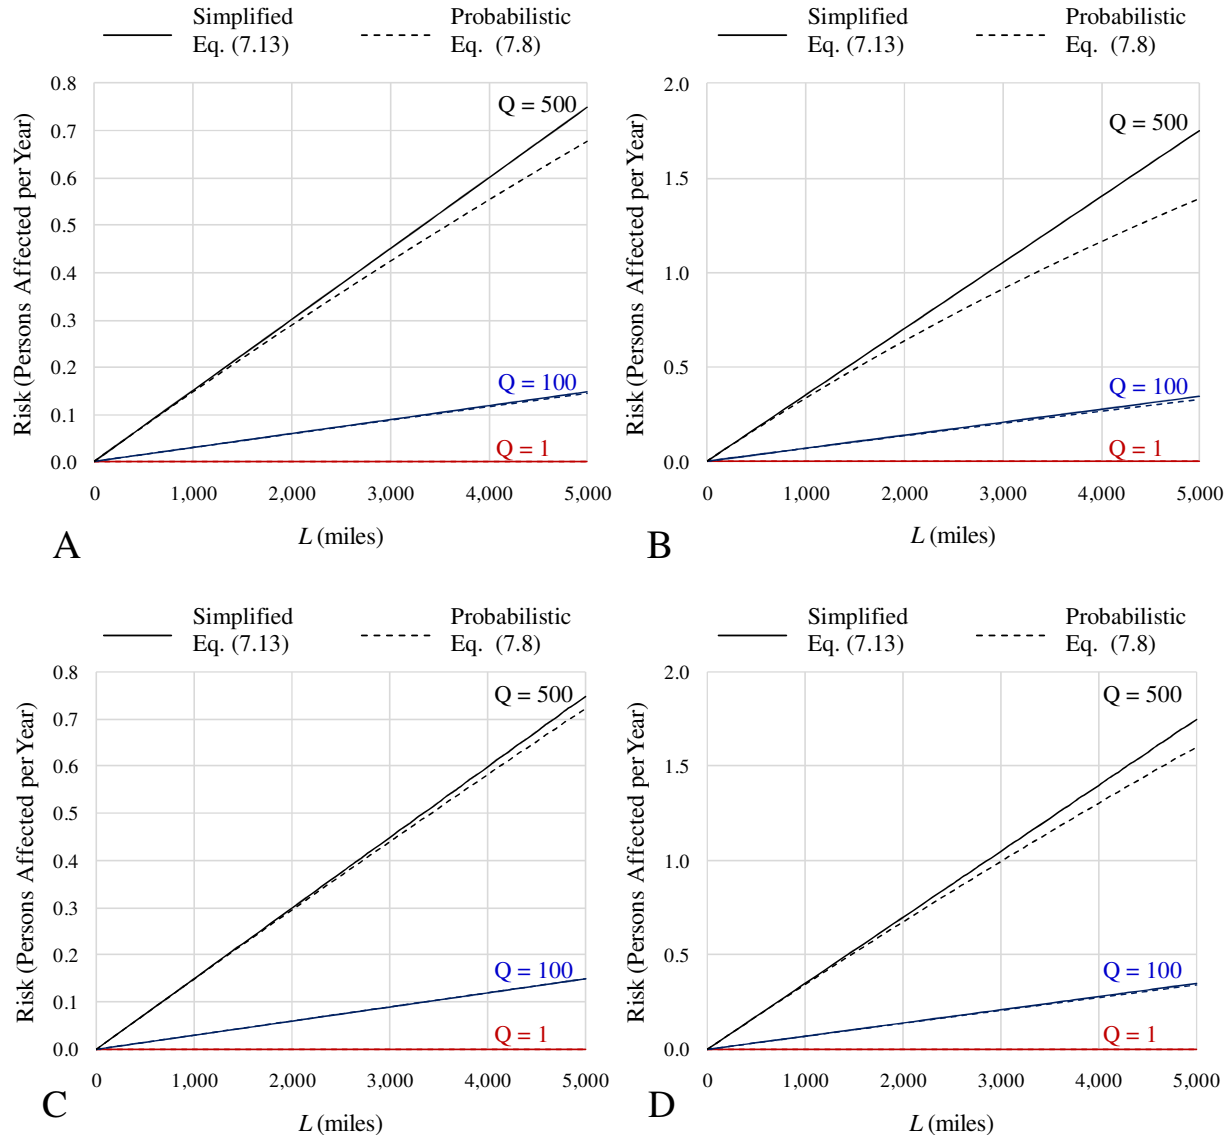 Simplified
Eq. (7.13)
Probabilistic
Eq. (7.8)
Risk (Persons Affected per Year)
0.8
0.7
0.6
0.5
0.4
0.3
0.2
0.1
0.0
Q = 500
Q = 100
Q = 1
0 1,000 2,000 3,000 4,000 5,000
L (miles)
A
Simplified
Eq. (7.13)
Probabilistic
Eq. (7.8)
Risk (Persons Affected per Year)
2.0
1.5
1.0
0.5
0.0
Q = 500
Q = 100
Q = 1
0 1,000 2,000 3,000 4,000 5,000
L (miles)
B
Simplified
Eq. (7.13)
Probabilistic
Eq. (7.8)
Risk (Persons Affected per Year)
0.8
0.7
0.6
0.5
0.4
0.3
0.2
0.1
0.0
Q = 500
Q = 100
Q = 1
0 1,000 2,000 3,000 4,000 5,000
L (miles)
C
Simplified
Eq. (7.13)
Probabilistic
Eq. (7.8)
Risk (Persons Affected per Year)
2.0
1.5
1.0
0.5
0.0
Q = 500
Q = 100
Q = 1
0 1,000 2,000 3,000 4,000 5,000
L (miles)
D